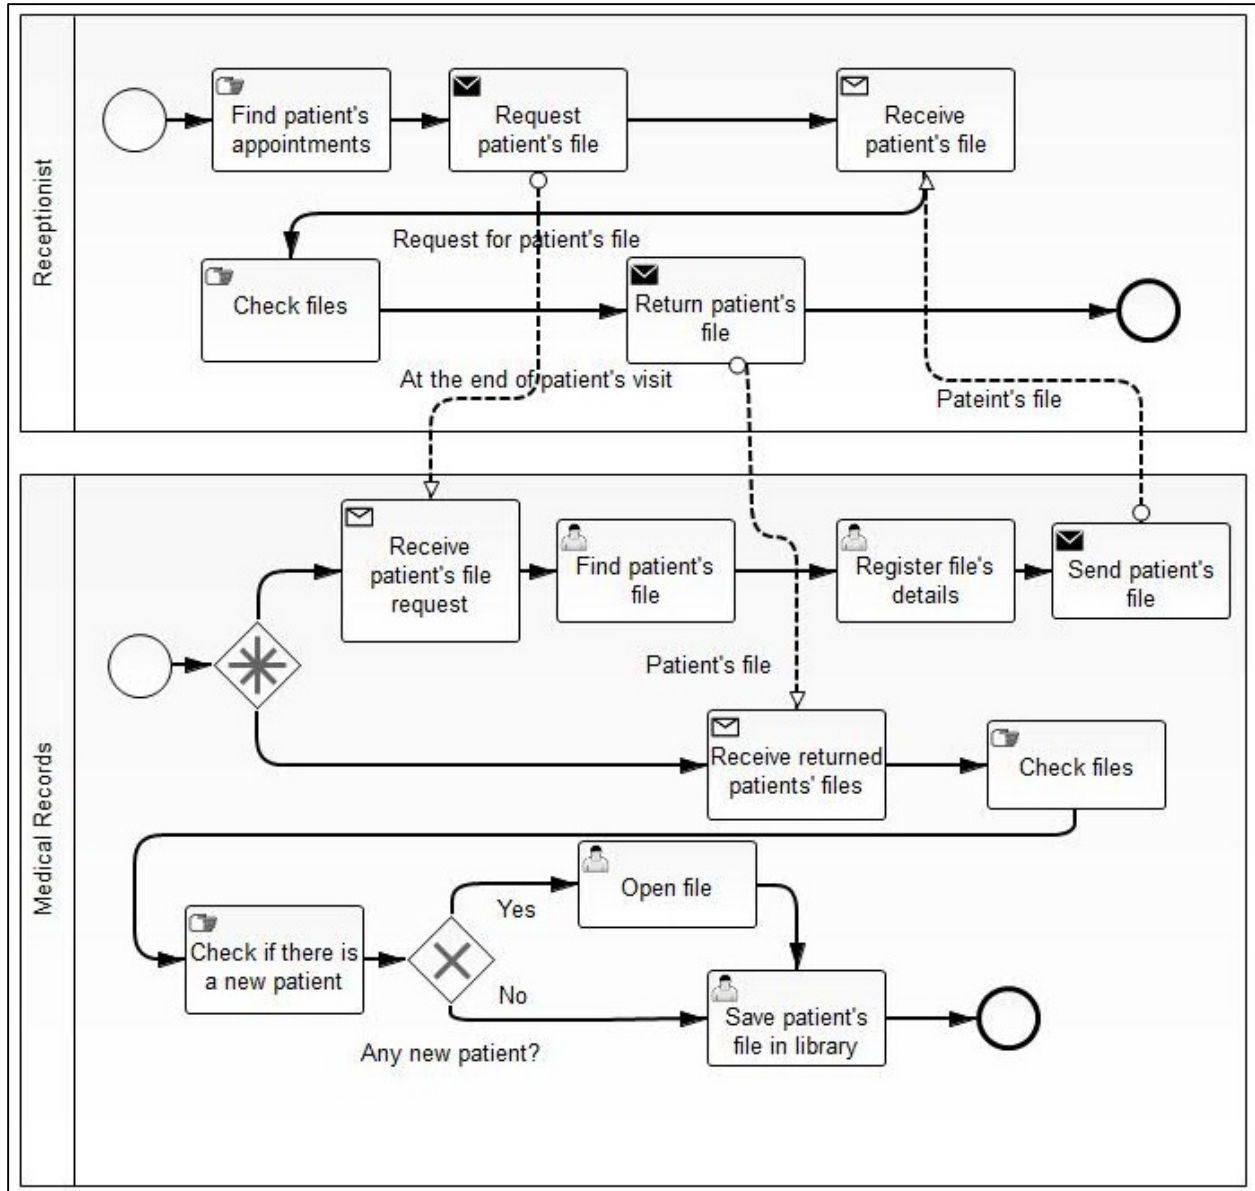 Receptionist
Find patient's
appointments
Request
patient's file
Receive
patient's file
Request for patient's file
Check files
Return patient's
file
At the end of patient's visit
Pateint's file
Medical Records
Receive
patient's file
request
Find patient's
file
Register file's
details
Send patient's
file
Patient's file
Receive returned
patients' files
Check files
Check if there is
a new patient
Yes
Open file
No
Save patient's
file in library
Any new patient?